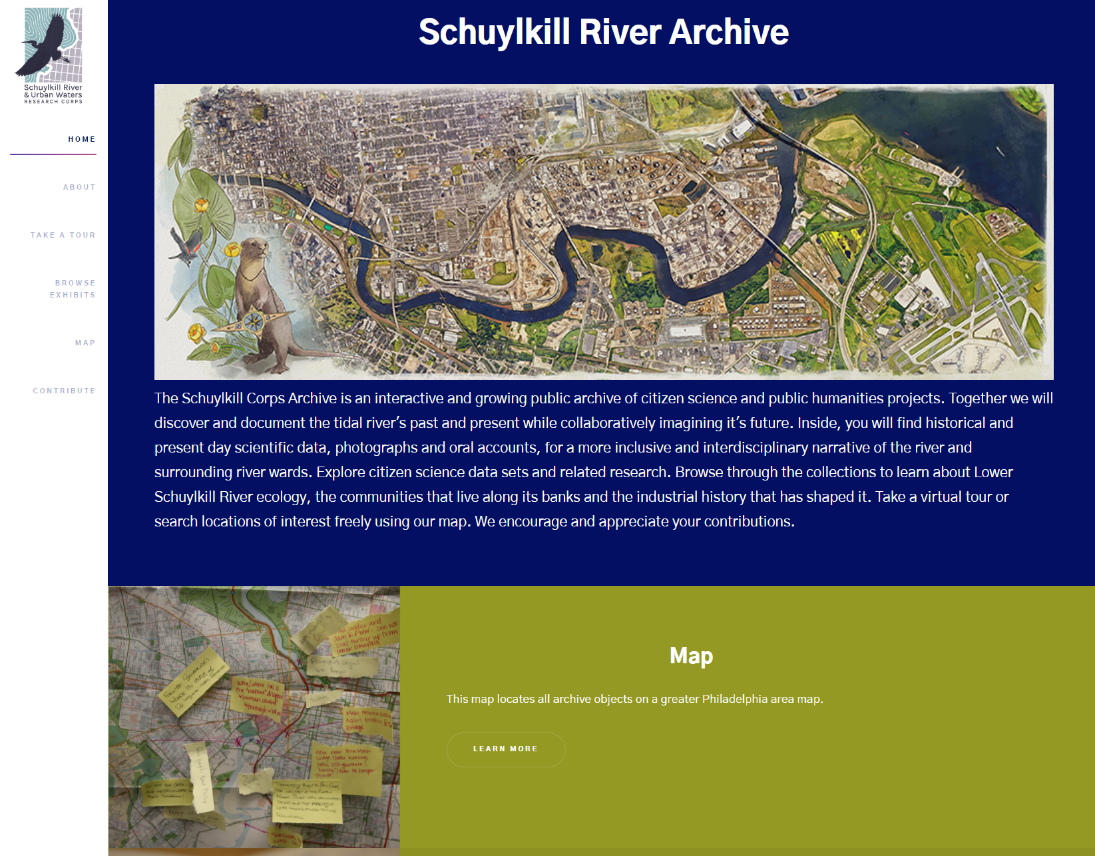 Schuylkill River
& Urban Waters
RESEARCH CORPS
HOME
ABOUT
TAKE A TOUR
BROWSE
EXHIBITS
MAP
CONTRIBUTE
Schuylkill River Archive
The Schuylkill Corps Archive is an interactive and growing public archive of citizen science and public humanities projects. Together we will
discover and document the tidal river's past and present while collaboratively imagining it's future. Inside, you will find historical and
present day scientific data, photographs and oral accounts, for a more inclusive and interdisciplinary narrative of the river and
surrounding river wards. Explore citizen science data sets and related research. Browse through the collections to learn about Lower
Schuylkill River ecology, the communities that live along its banks and the industrial history that has shaped it. Take a virtual tour or
search locations of interest freely using our map. We encourage and appreciate your contributions.
Map
This map locates all archive objects on a greater Philadelphia area map.
LEARN MORE